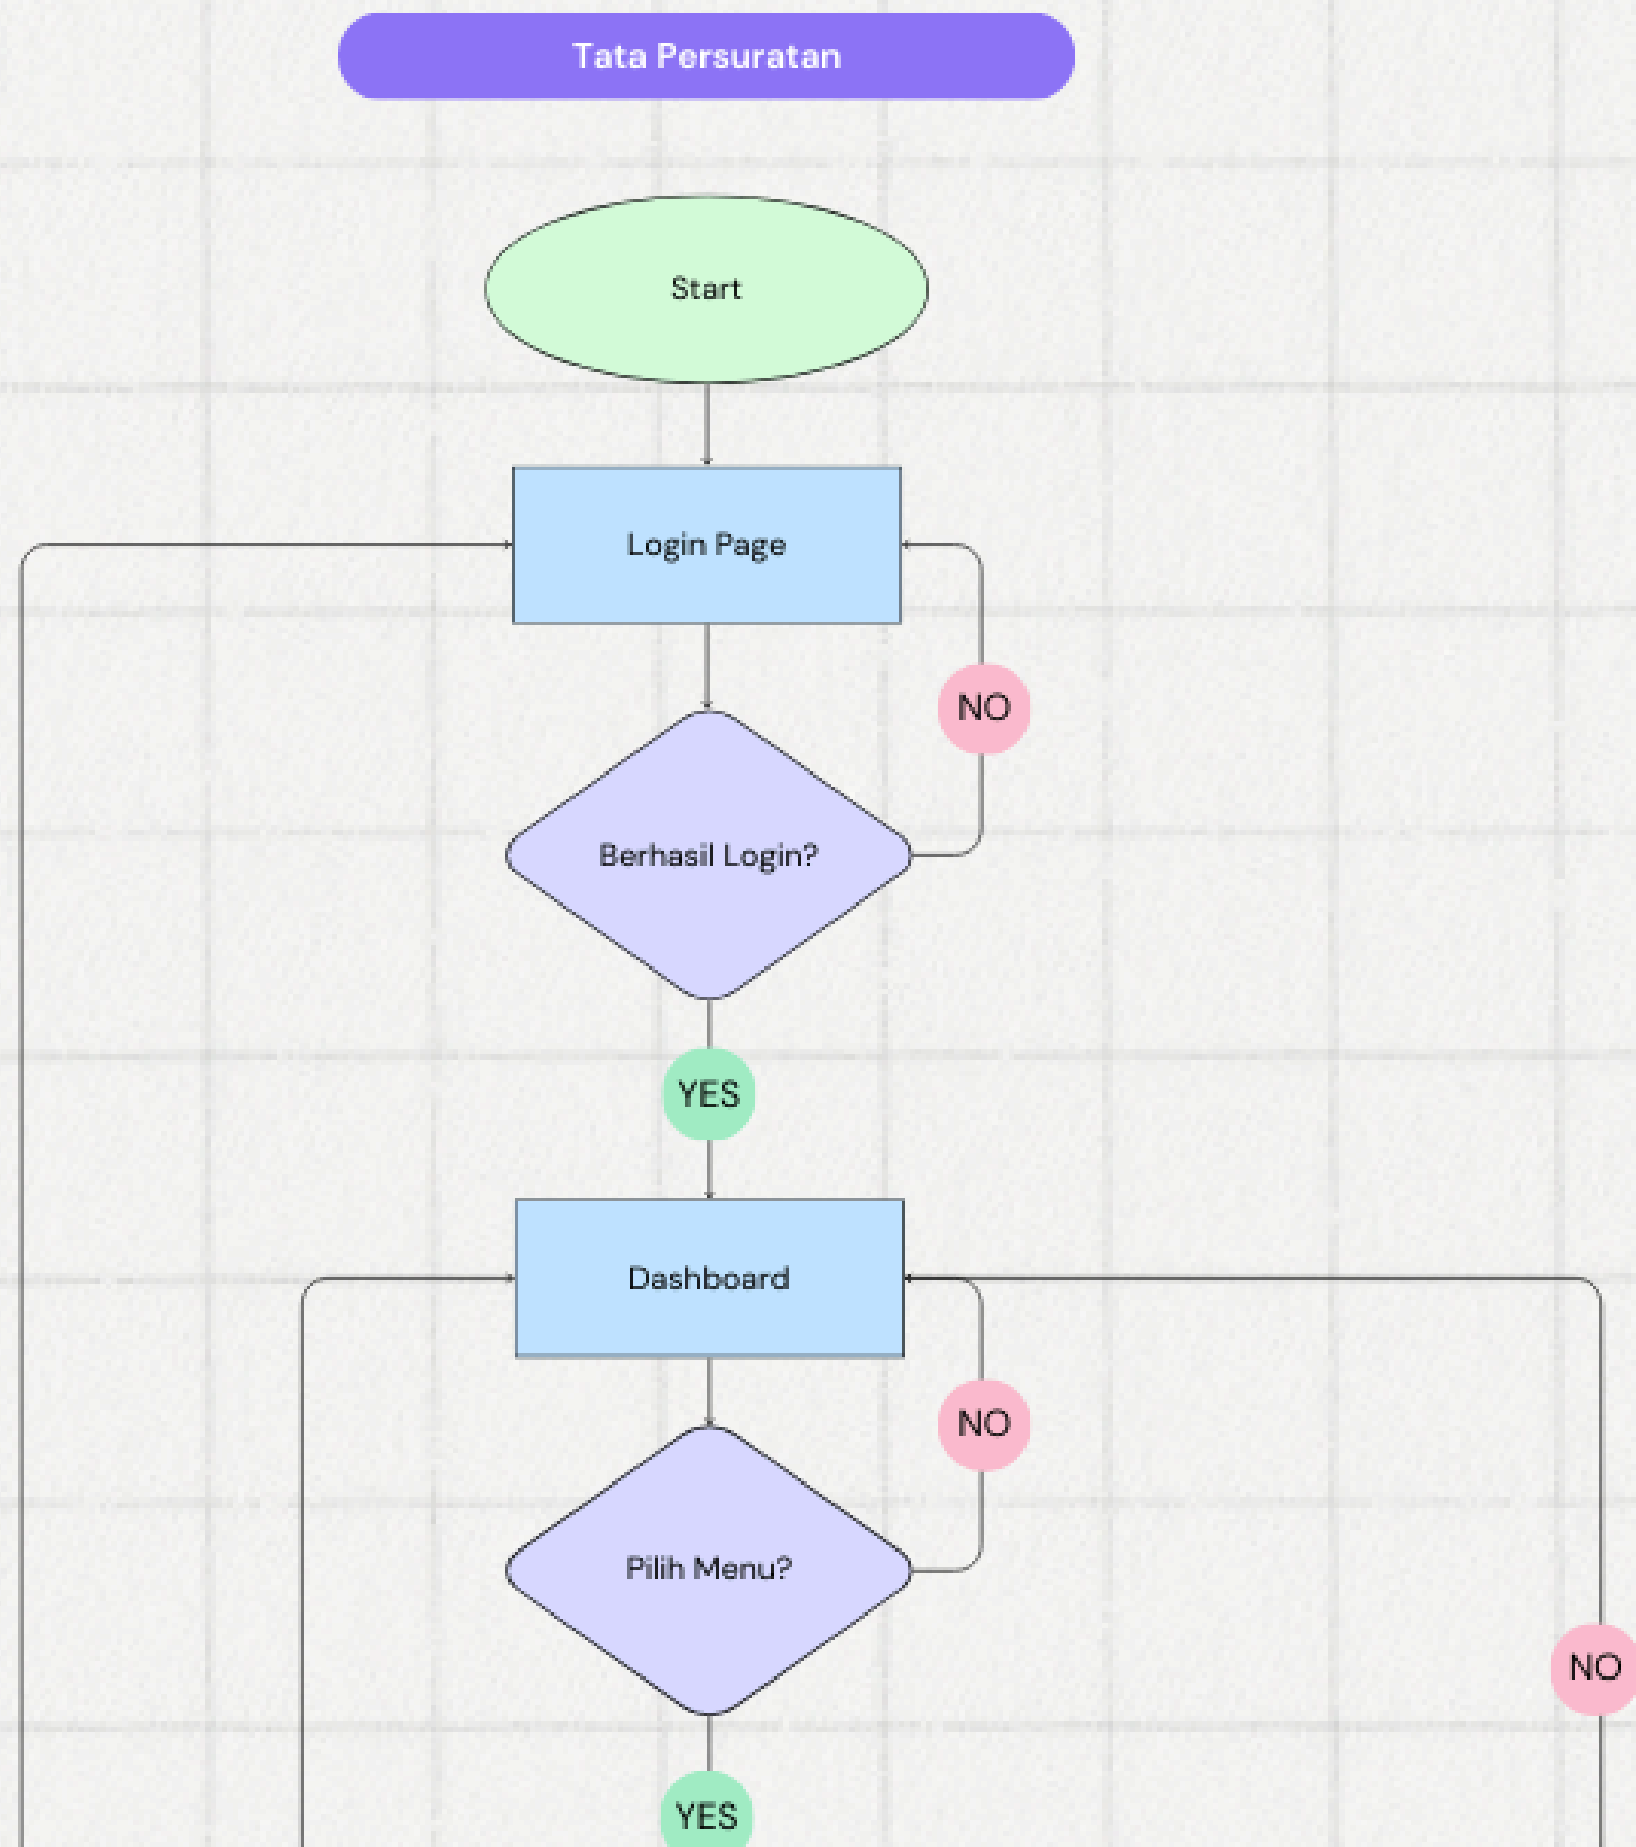 Tata Persuratan
Start
Login Page
NO
Berhasil Login?
YES
Dashboard
NO
Pilih Menu?
NO
YES